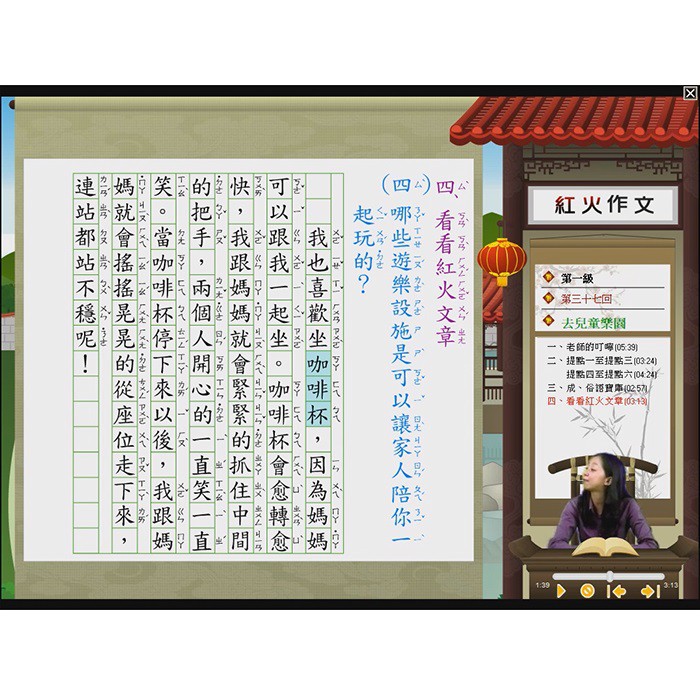 四、看看紅火文章
(四)哪些遊樂設施是可以讓家人陪你一
起玩的？
我也喜歡坐咖啡杯，因為媽媽
可以跟我一起坐。咖啡杯會愈轉愈
快，我跟媽媽就會緊緊的抓住中間
的把手，兩個人開心的一直笑一直
笑。當咖啡杯停下來以後，我跟媽
媽就會搖搖晃晃的從座位走下來，
連站都站不穩呢！
紅火作文
第一級
第三十七回
去兒童樂園
一、老師的叮嚀(05:39)
二、提點一至提點三(03:24)
提點四至提點六(04:24)
三、成、俗語寶庫(02:57)
四、看看紅火文章(03:13)
1:39
3:13